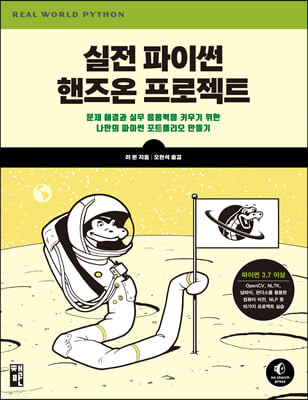 REAL WORLD PYTHON
실전 파이썬
핸즈온 프로젝트
문제 해결과 실무 응용력을 키우기 위한
나만의 파이썬 포트폴리오 만들기
리 본 지음 | 오현석 옮김
파이썬 3.7 이상
OpenCV, NLTK,
넘파이, 판다스를 활용한
컴퓨터 비전, NLP 등
16가지 프로젝트 실습
no starch
press